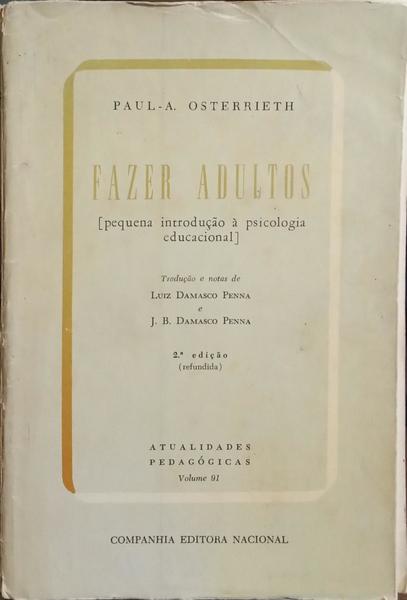 PAUL-A. OSTERRIETH
FAZER ADULTOS
[pequena introdução à psicologia
educacional]
Tradução e notas de
LUIZ DAMASCO PENNA
e
J. B. DAMASCO PENNA
2.ª edição
(refundida)
ATUALIDADES
PEDAGÓGICAS
Volume 91
COMPANHIA EDITORA NACIONAL